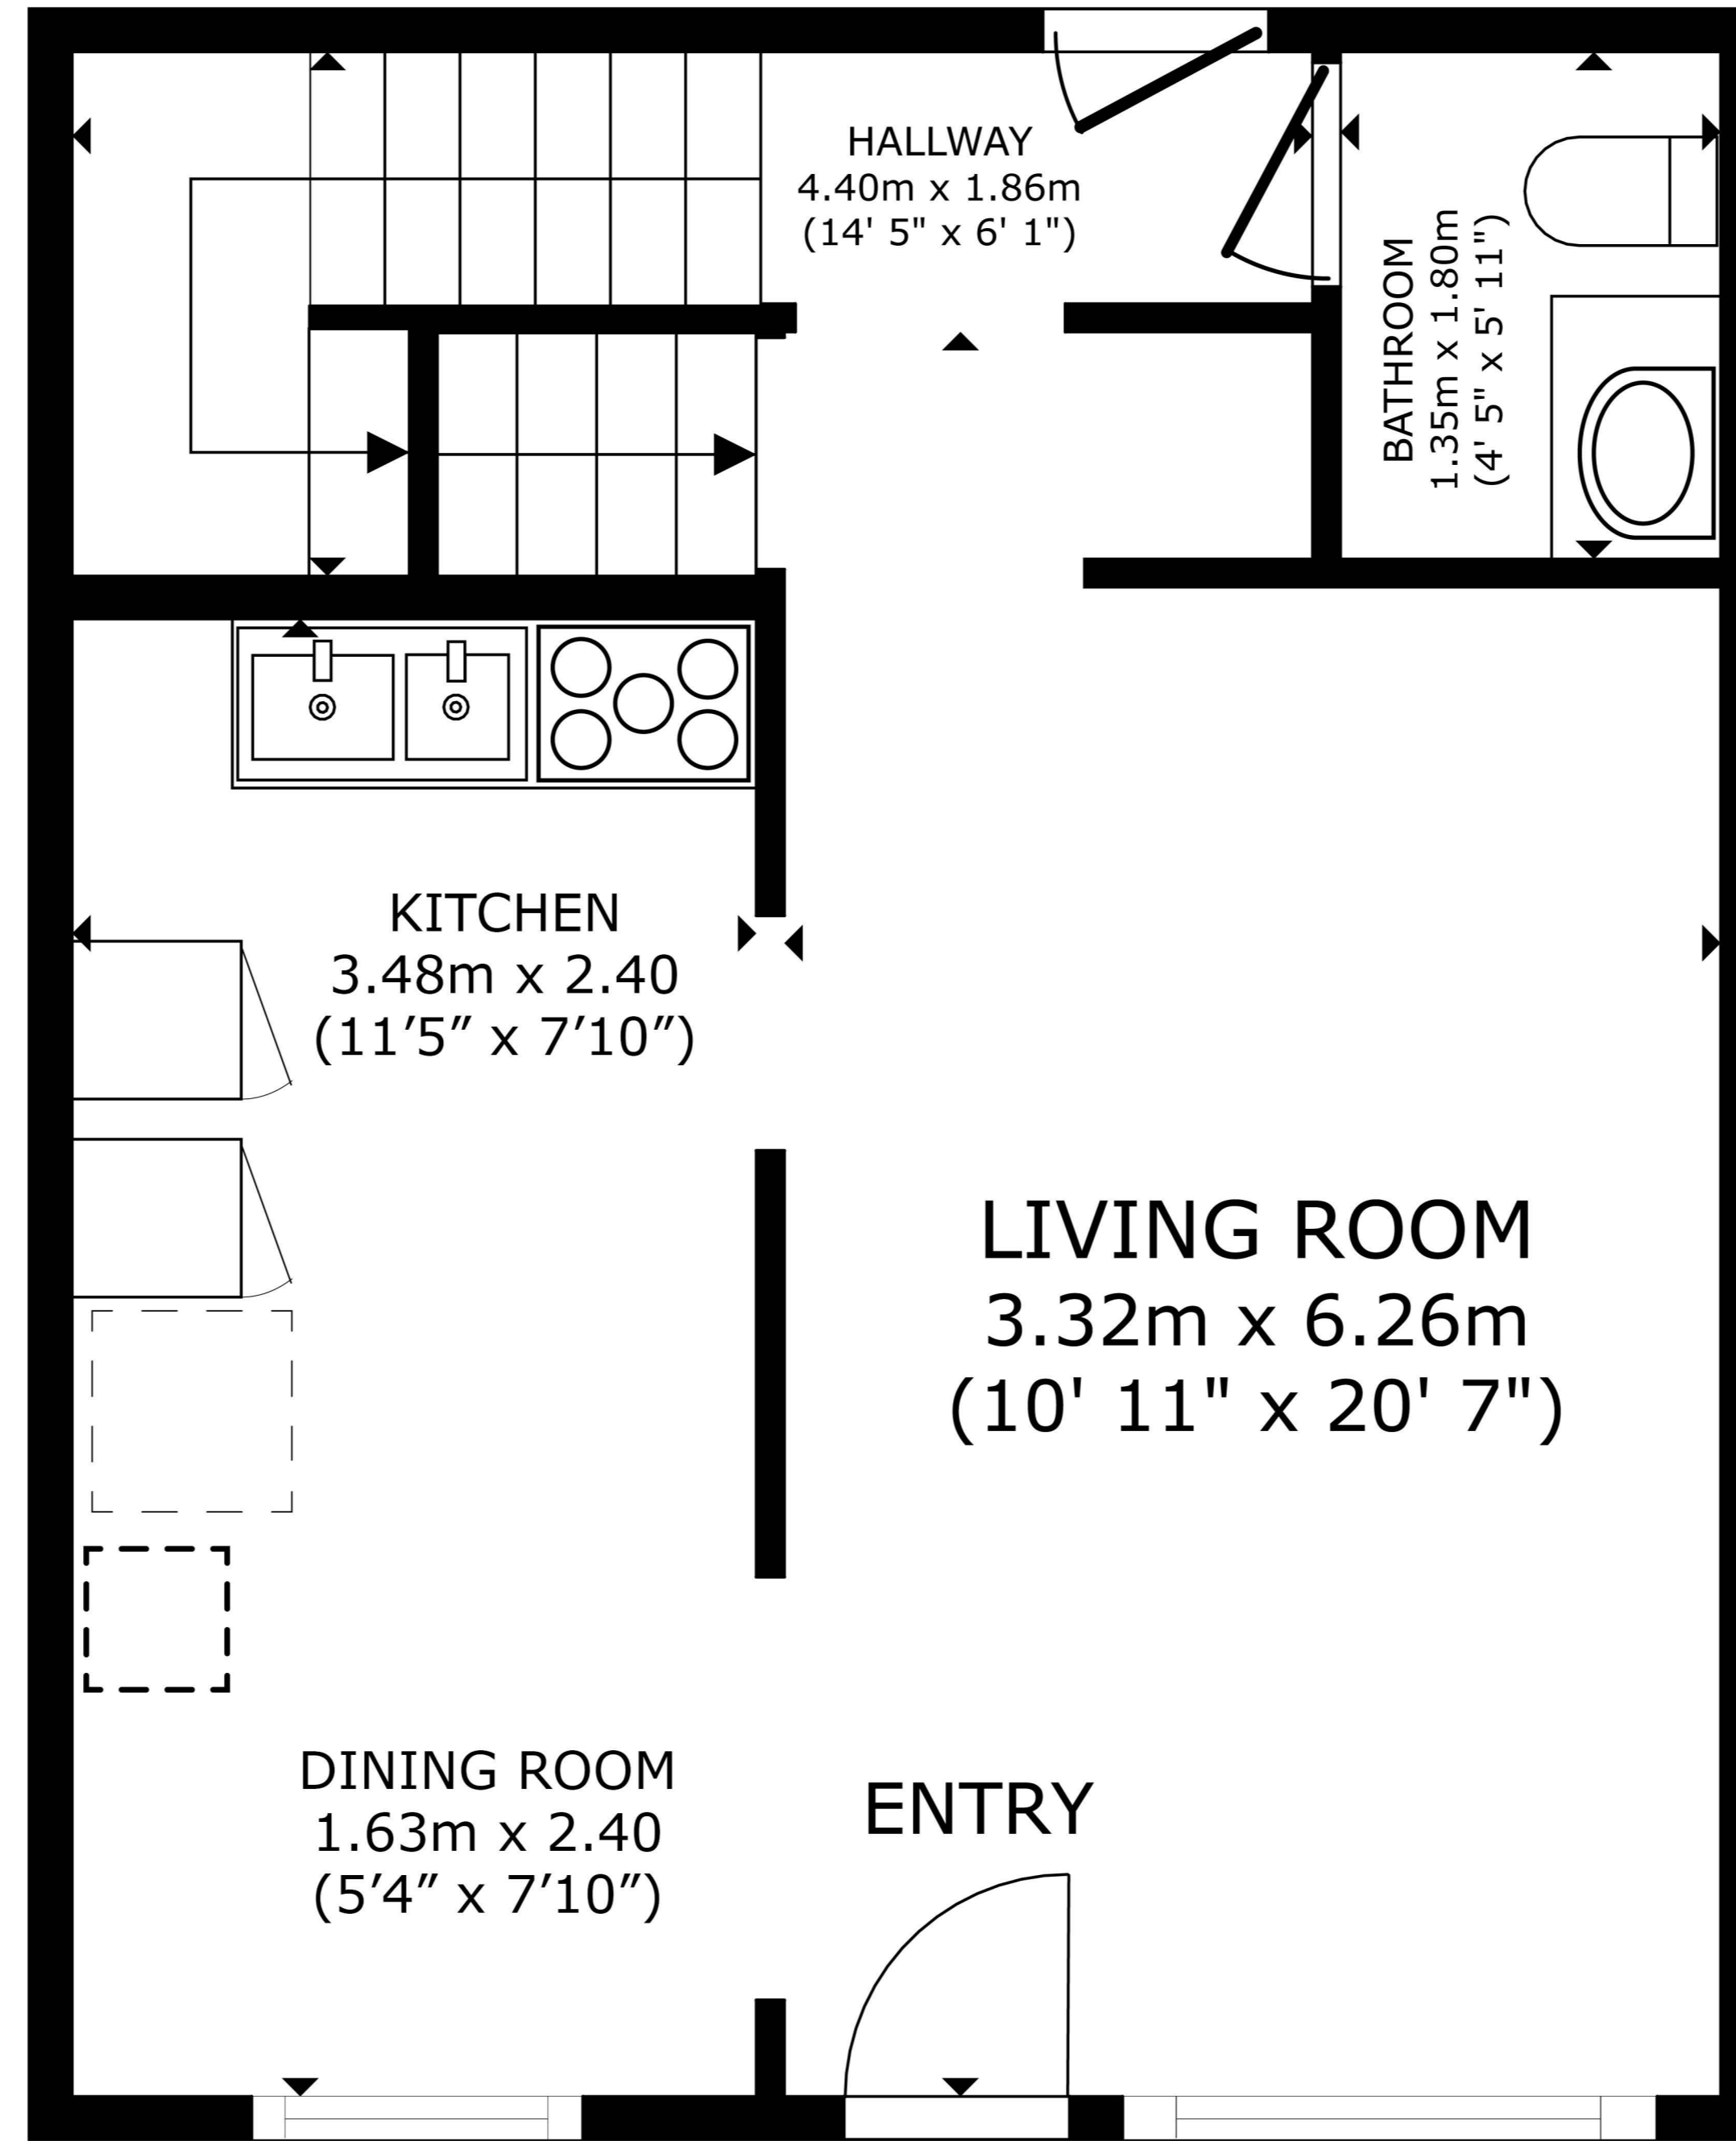 HALLWAY
4.40m x 1.86m
(14' 5" x 6' 1")
BATHROOM
1.35m x 1.80m
(4' 5" x 5' 11")
KITCHEN
3.48m x 2.40
(11′5″ x 7′10″)
LIVING ROOM
3.32m x 6.26m
(10' 11" x 20' 7")
DINING ROOM
1.63m x 2.40
(5′4″ x 7′10″)
ENTRY